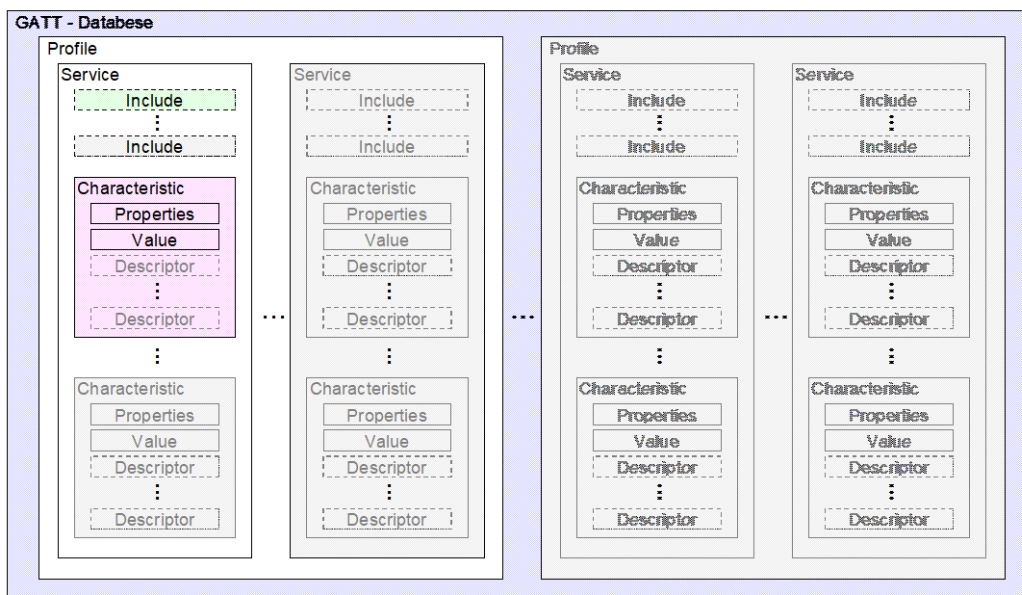 GATT - Databese
Profile
Service
Include
⋮
Include
Characteristic
Properties
Value
Descriptor
⋮
Descriptor
⋮
Characteristic
Properties
Value
Descriptor
⋮
Descriptor
...
Service
Include
⋮
Include
Characteristic
Properties
Value
Descriptor
⋮
Descriptor
⋮
Characteristic
Properties
Value
Descriptor
⋮
Descriptor
...
Profile
Service
Include
⋮
Include
Characteristic
Properties
Value
Descriptor
⋮
Descriptor
⋮
Characteristic
Properties
Value
Descriptor
⋮
Descriptor
...
Service
Include
⋮
Include
Characteristic
Properties
Value
Descriptor
⋮
Descriptor
⋮
Characteristic
Properties
Value
Descriptor
⋮
Descriptor